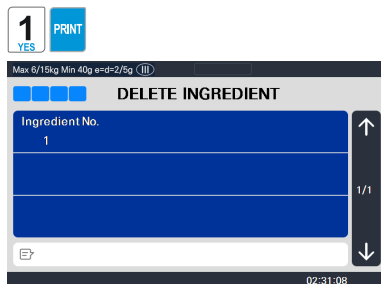 1
YES
PRINT
Max 6/15kg Min 40g e=d=2/5g (III)
DELETE INGREDIENT
Ingredient No.
1
1/1
02:31:08